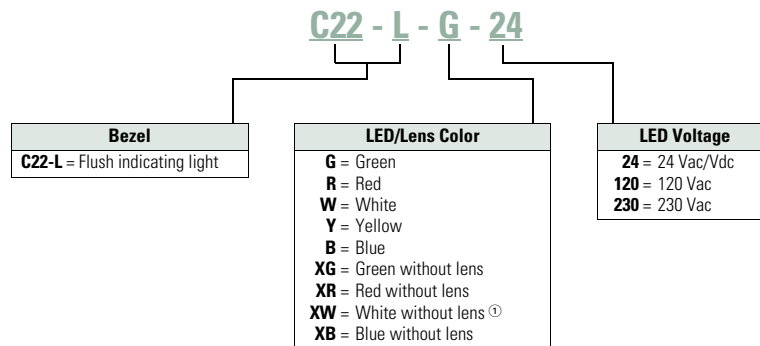 C22 - L - G - 24
Bezel
C22-L = Flush indicating light
LED/Lens Color
G = Green
R = Red
W = White
Y = Yellow
B = Blue
XG = Green without lens
XR = Red without lens
XW = White without lens ①
XB = Blue without lens
LED Voltage
24 = 24 Vac/Vdc
120 = 120 Vac
230 = 230 Vac